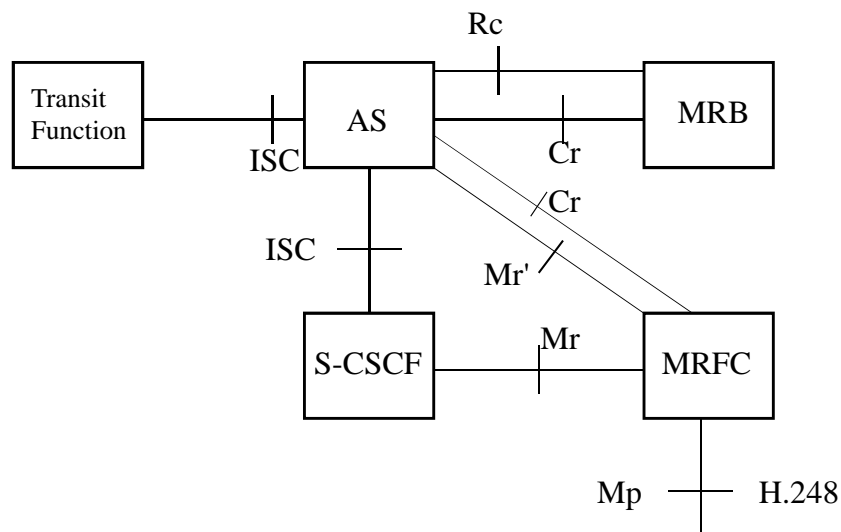 Rc
Transit
Function
AS
MRB
ISC
Cr
Cr
ISC
Mr'
S-CSCF
Mr
MRFC
Mp
H.248